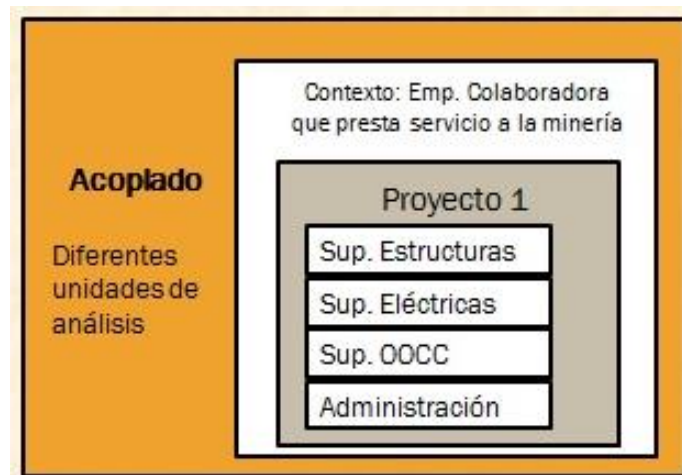 Acoplado
Diferentes
unidades de
análisis
Contexto: Emp. Colaboradora
que presta servicio a la minería
Proyecto 1
Sup. Estructuras
Sup. Eléctricas
Sup. OOCC
Administración